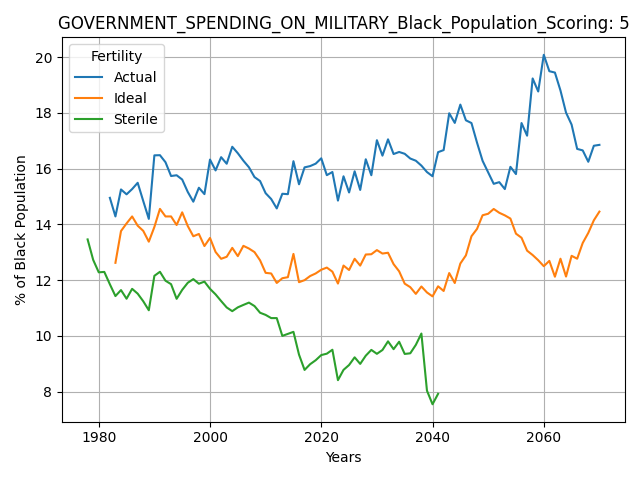 GOVERNMENT_SPENDING_ON_MILITARY_Black_Population_Scoring: 5
Fertility
Actual
Ideal
Sterile
% of Black Population
20
18
16
14
12
10
8
1980
2000
2020
2040
2060
Years